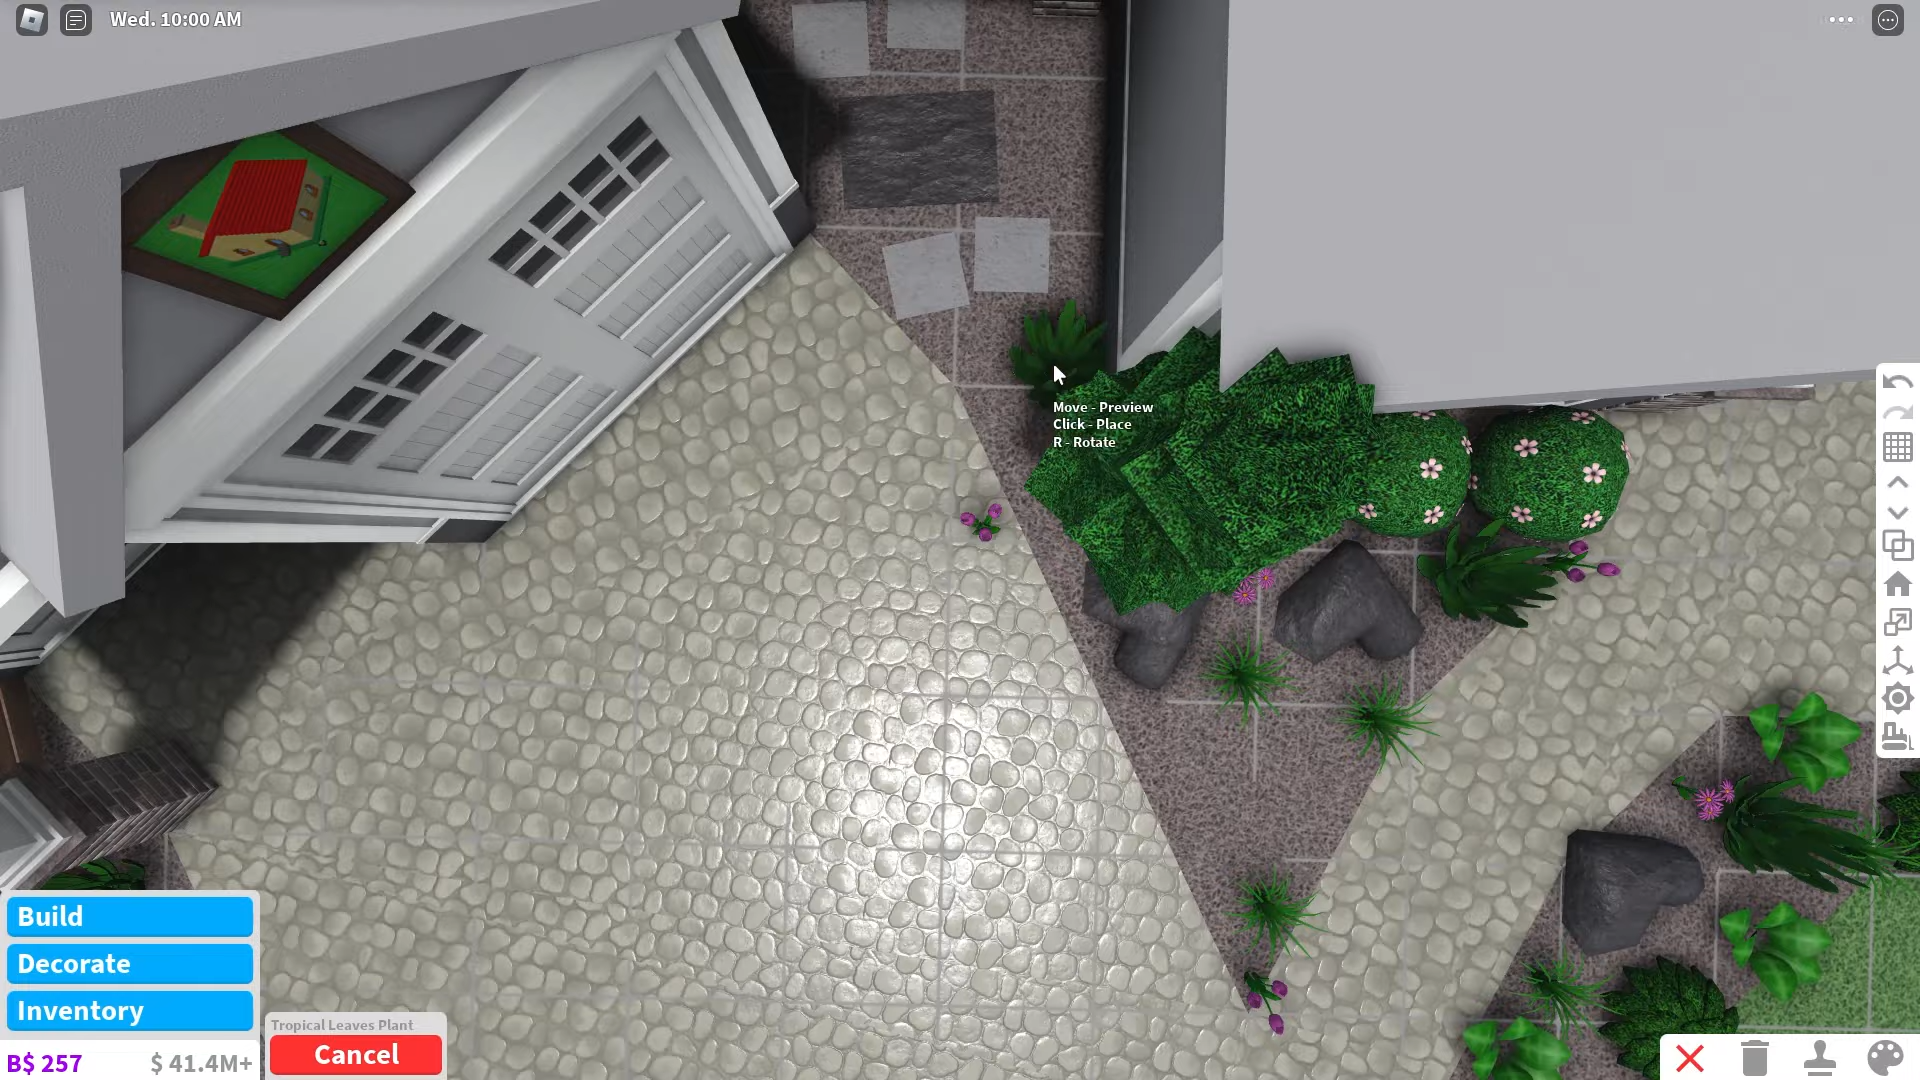 Wed. 10:00 AM
Move - Preview
Click - Place
R - Rotate
Build
Decorate
Inventory
Tropical Leaves Plant
Cancel
B$ 257
$ 41.4M+